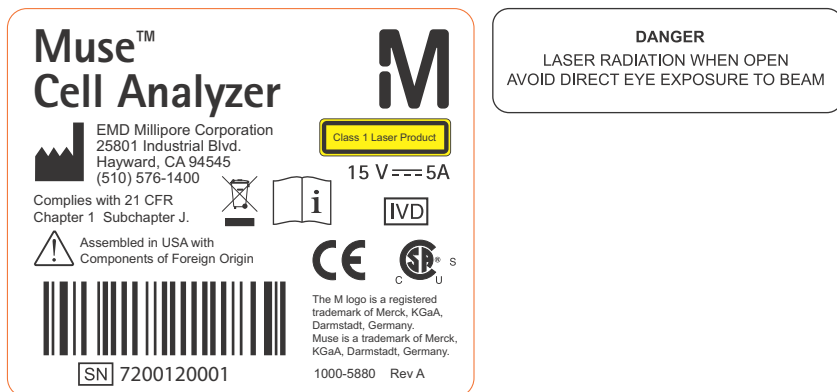 Muse™
Cell Analyzer
M
EMD Millipore Corporation
25801 Industrial Blvd.
Hayward, CA 94545
(510) 576-1400
Class 1 Laser Product
15 V ⎓ 5A
Complies with 21 CFR
Chapter 1 Subchapter J.
i
IVD
Assembled in USA with
Components of Foreign Origin
CE
SA® 
C US
The M logo is a registered
trademark of Merck, KGaA,
Darmstadt, Germany.
Muse is a trademark of Merck,
KGaA, Darmstadt, Germany.
SN 7200120001
1000-5880 Rev A
DANGER
LASER RADIATION WHEN OPEN
AVOID DIRECT EYE EXPOSURE TO BEAM